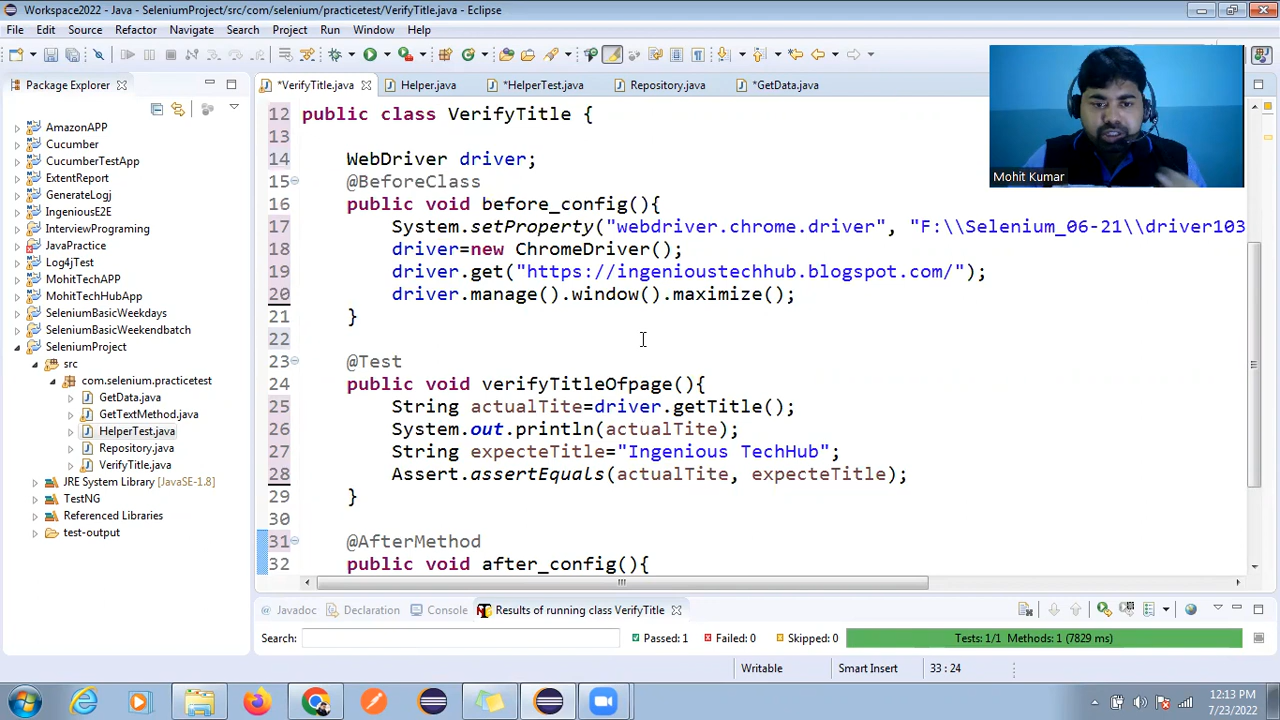 Workspace2022 - Java - SeleniumProject/src/com/selenium/practicetest/VerifyTitle.java - Eclipse
File Edit Source Refactor Navigate Search Project Run Window Help
Package Explorer
*VerifyTitle.java Helper.java *HelperTest.java Repository.java *GetData.java
AmazonAPP
Cucumber
CucumberTestApp
ExtentReport
GenerateLogj
IngeniousE2E
InterviewPrograming
JavaPractice
Log4jTest
MohitTechAPP
MohitTechHubApp
SeleniumBasicWeekdays
SeleniumBasicWeekendbatch
SeleniumProject
src
com.selenium.practicetest
GetData.java
GetTextMethod.java
HelperTest.java
Repository.java
VerifyTitle.java
JRE System Library [JavaSE-1.8]
TestNG
Referenced Libraries
test-output
12 public class VerifyTitle {
13
14 WebDriver driver;
15 @BeforeClass
16 public void before_config(){
17 System.setProperty("webdriver.chrome.driver", "F:\\Selenium_06-21\\driver103
18 driver=new ChromeDriver();
19 driver.get("https://ingenioustechhub.blogspot.com/");
20 driver.manage().window().maximize();
21 }
22
23 @Test
24 public void verifyTitleOfpage(){
25 String actualTite=driver.getTitle();
26 System.out.println(actualTite);
27 String expecteTitle="Ingenious TechHub";
28 Assert.assertEquals(actualTite, expecteTitle);
29 }
30
31 @AfterMethod
32 public void after_config(){
Mohit Kumar
Javadoc Declaration Console Results of running class VerifyTitle
Search: Passed: 1 Failed: 0 Skipped: 0 Tests: 1/1 Methods: 1 (7829 ms)
Writable Smart Insert 33 : 24
12:13 PM
7/23/2022